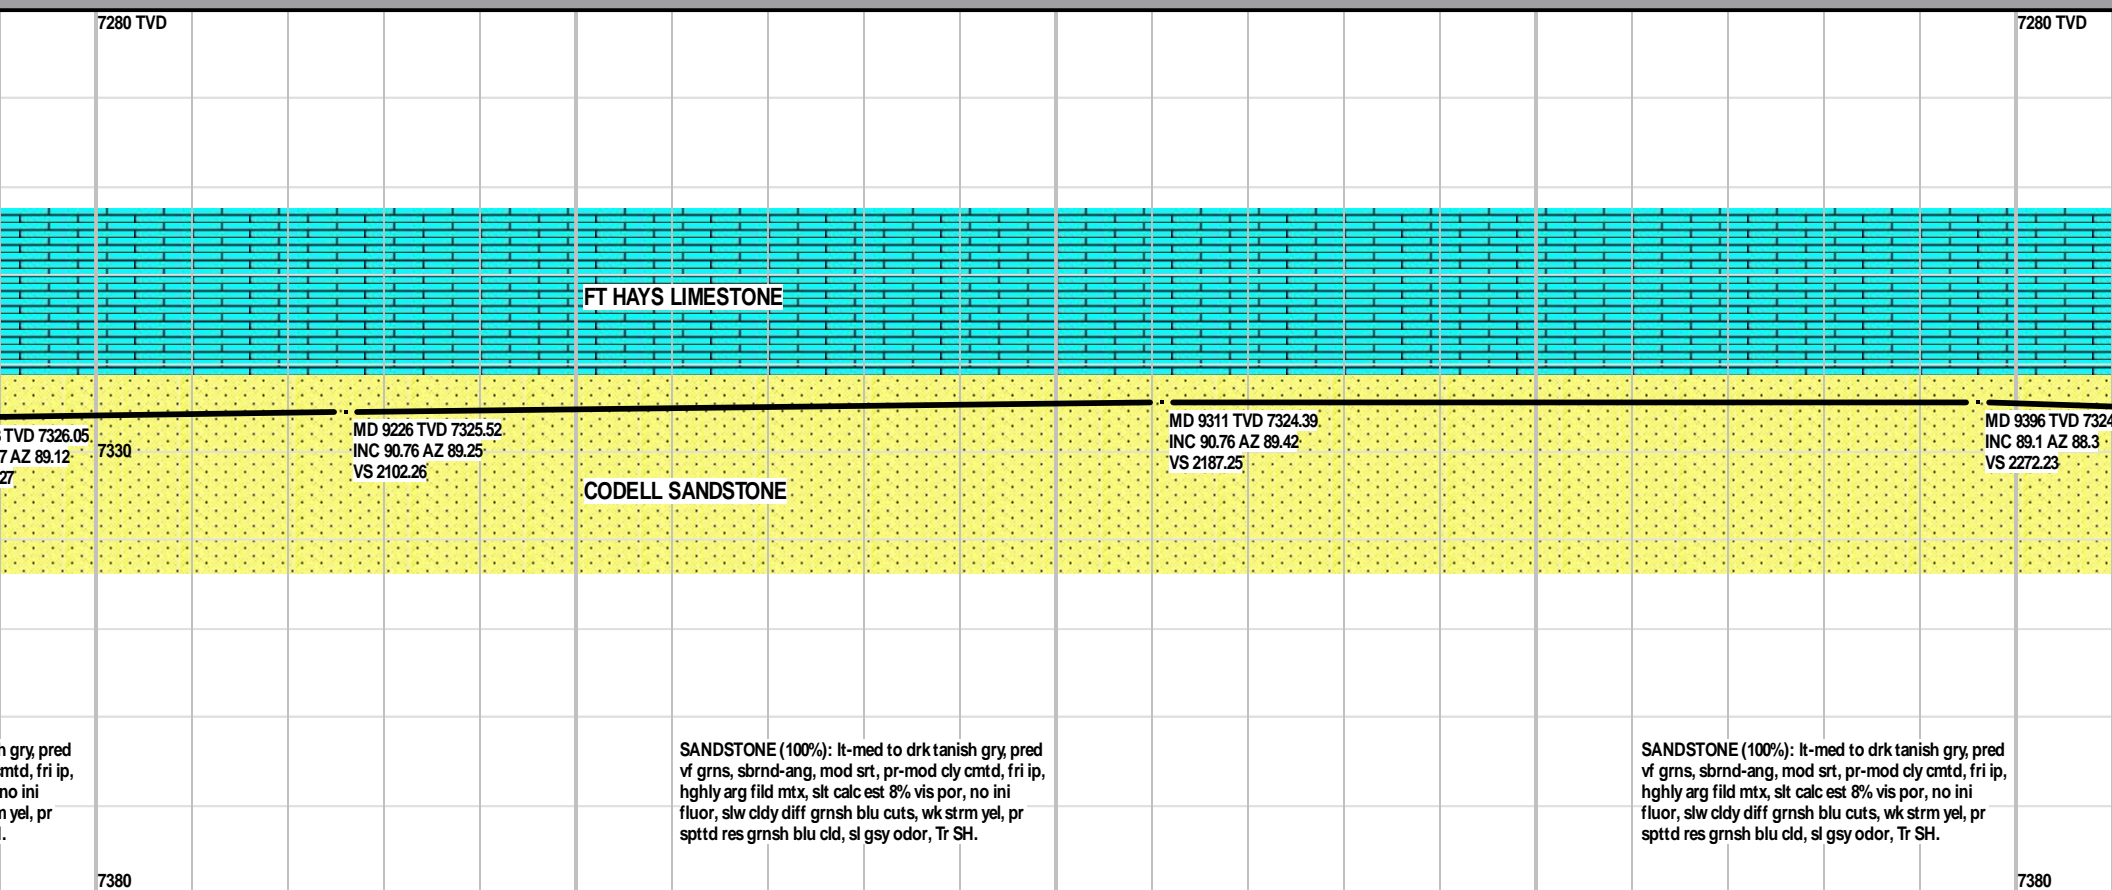 7280 TVD
7280 TVD
FT HAYS LIMESTONE
TVD 7326.05
7 AZ 89.12
27
7330
MD 9226 TVD 7325.52
INC 90.76 AZ 89.25
VS 2102.26
CODELL SANDSTONE
MD 9311 TVD 7324.39
INC 90.76 AZ 89.42
VS 2187.25
MD 9396 TVD 7324
INC 89.1 AZ 88.3
VS 2272.23
h gry, pred
cmtd, fri ip,
no ini
m yel, pr
.
SANDSTONE (100%): lt-med to drk tanish gry, pred
vf grns, sbrnd-ang, mod srt, pr-mod cly cmtd, fri ip,
hghly arg fild mtx, slt calc est 8% vis por, no ini
fluor, slw cldy diff grnsh blu cuts, wk strm yel, pr
spttd res grnsh blu cld, sl gsy odor, Tr SH.
SANDSTONE (100%): lt-med to drk tanish gry, pred
vf grns, sbrnd-ang, mod srt, pr-mod cly cmtd, fri ip,
hghly arg fild mtx, slt calc est 8% vis por, no ini
fluor, slw cldy diff grnsh blu cuts, wk strm yel, pr
spttd res grnsh blu cld, sl gsy odor, Tr SH.
7380
7380